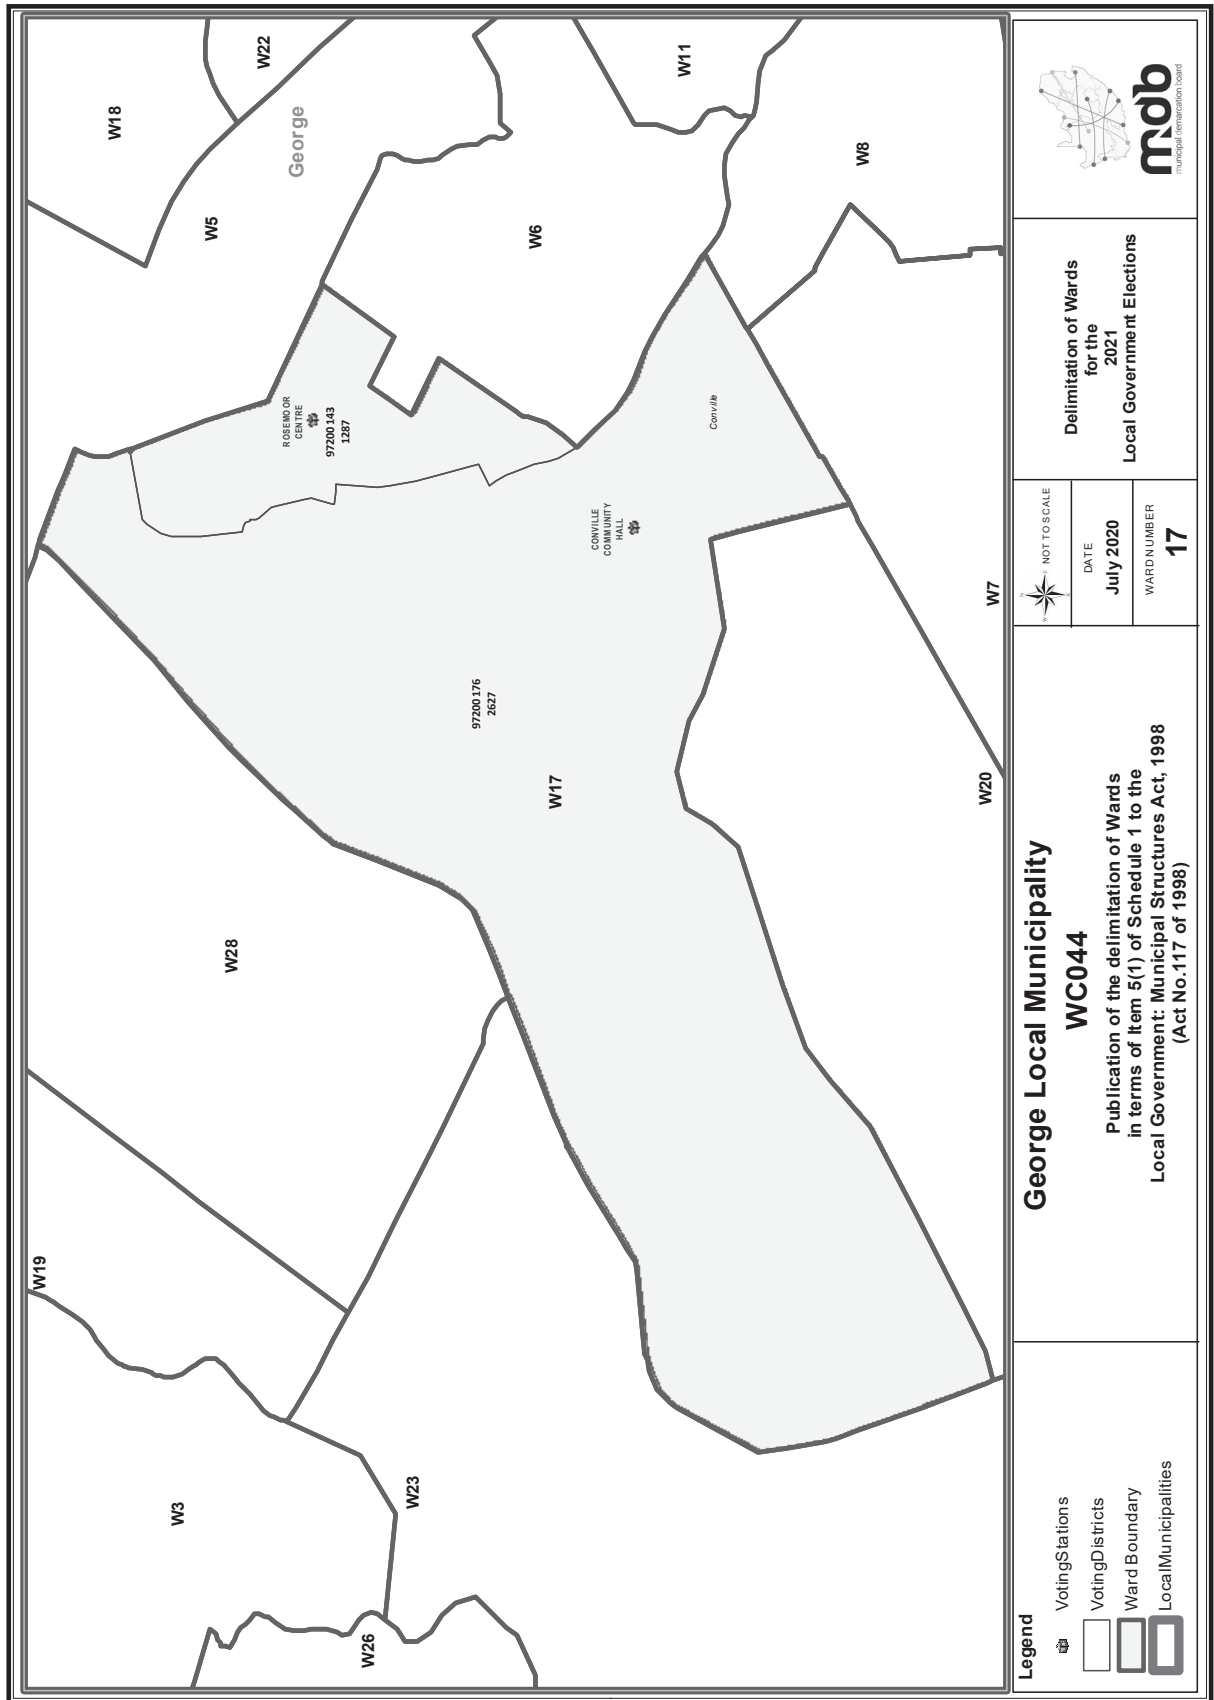 W3
W26
W23
W19
W28
W17
W18
W22
W5
George
W6
W11
W8
W7
W20
ROSEMOOR
CENTRE
97200143
1287
CONVILLE
COMMUNITY
HALL
97200176
2627
Conville
Legend
VotingStations
VotingDistricts
Ward Boundary
LocalMunicipalities
George Local Municipality
WC044
Publication of the delimitation of Wards
in terms of Item 5(1) of Schedule 1 to the
Local Government: Municipal Structures Act, 1998
(Act No.117 of 1998)
N
W E
S
NOT TO SCALE
DATE
July 2020
WARD NUMBER
17
Delimitation of Wards
for the
2021
Local Government Elections
mdb
municipal demarcation board